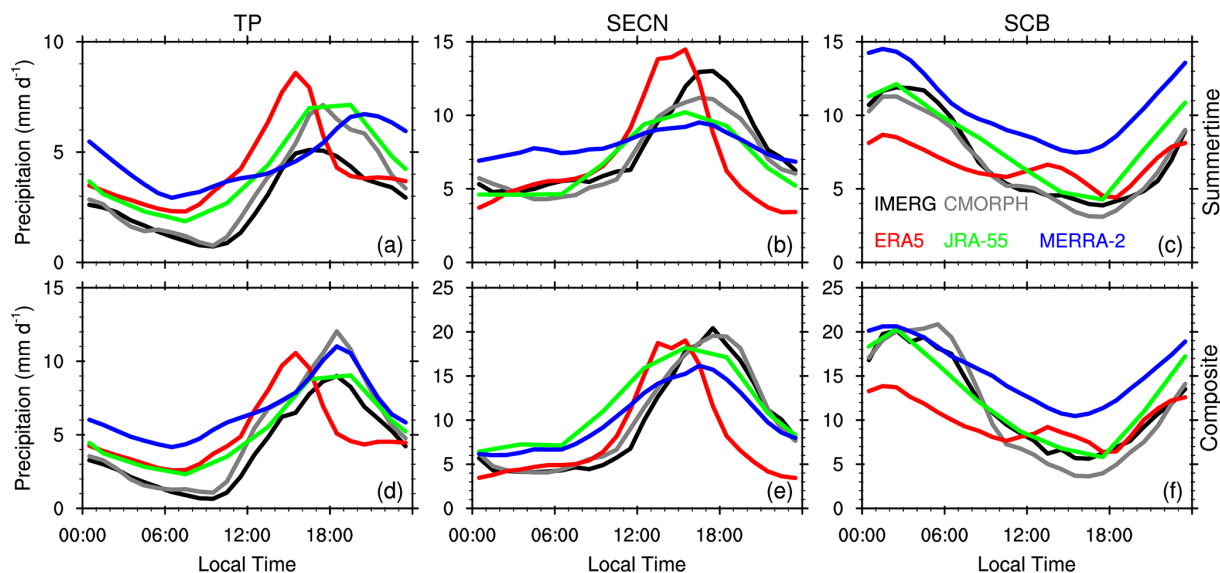 TP SECN SCB
10 15 15
Precipitaion (mm d⁻¹)
5
0
(a)
10
5
0
(b)
10
5
0
IMERG CMORPH
ERA5 JRA-55 MERRA-2
(c)
Summertime
15 25 25
Precipitaion (mm d⁻¹)
10
5
0
(d)
20
15
10
5
0
(e)
20
15
10
5
0
(f)
Composite
00:00 06:00 12:00 18:00 00:00 06:00 12:00 18:00 00:00 06:00 12:00 18:00
Local Time Local Time Local Time